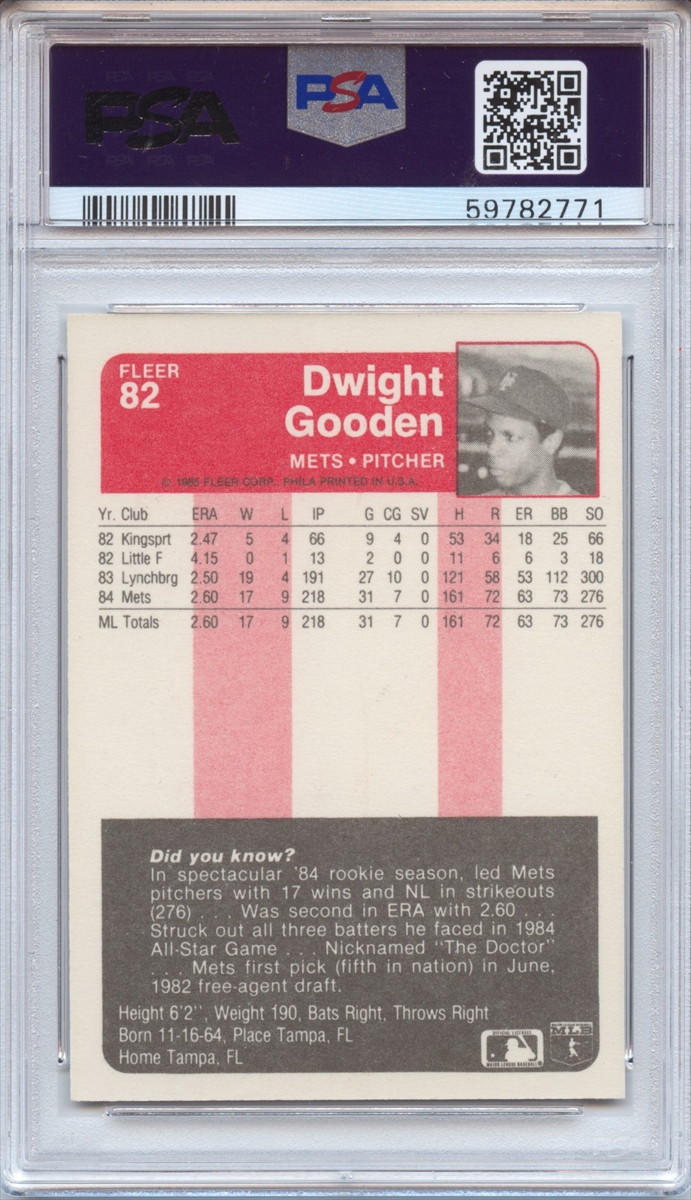 PSA
PSA
59782771
FLEER
82
Dwight
Gooden
METS • PITCHER
© 1985 FLEER CORP. PHILA PRINTED IN U.S.A.
Yr. Club ERA W L IP G CG SV H R ER BB SO
82 Kingsprt 2.47 5 4 66 9 4 0 53 34 18 25 66
82 Little F 4.15 0 1 13 2 0 0 11 6 6 3 18
83 Lynchbrg 2.50 19 4 191 27 10 0 121 58 53 112 300
84 Mets 2.60 17 9 218 31 7 0 161 72 63 73 276
ML Totals 2.60 17 9 218 31 7 0 161 72 63 73 276
Did you know?
In spectacular '84 rookie season, led Mets
pitchers with 17 wins and NL in strikeouts
(276) . . . Was second in ERA with 2.60 . . .
Struck out all three batters he faced in 1984
All-Star Game . . . Nicknamed "The Doctor"
. . . Mets first pick (fifth in nation) in June,
1982 free-agent draft.
Height 6'2", Weight 190, Bats Right, Throws Right
Born 11-16-64, Place Tampa, FL
Home Tampa, FL
OFFICIAL LICENSEE
MAJOR LEAGUE BASEBALL